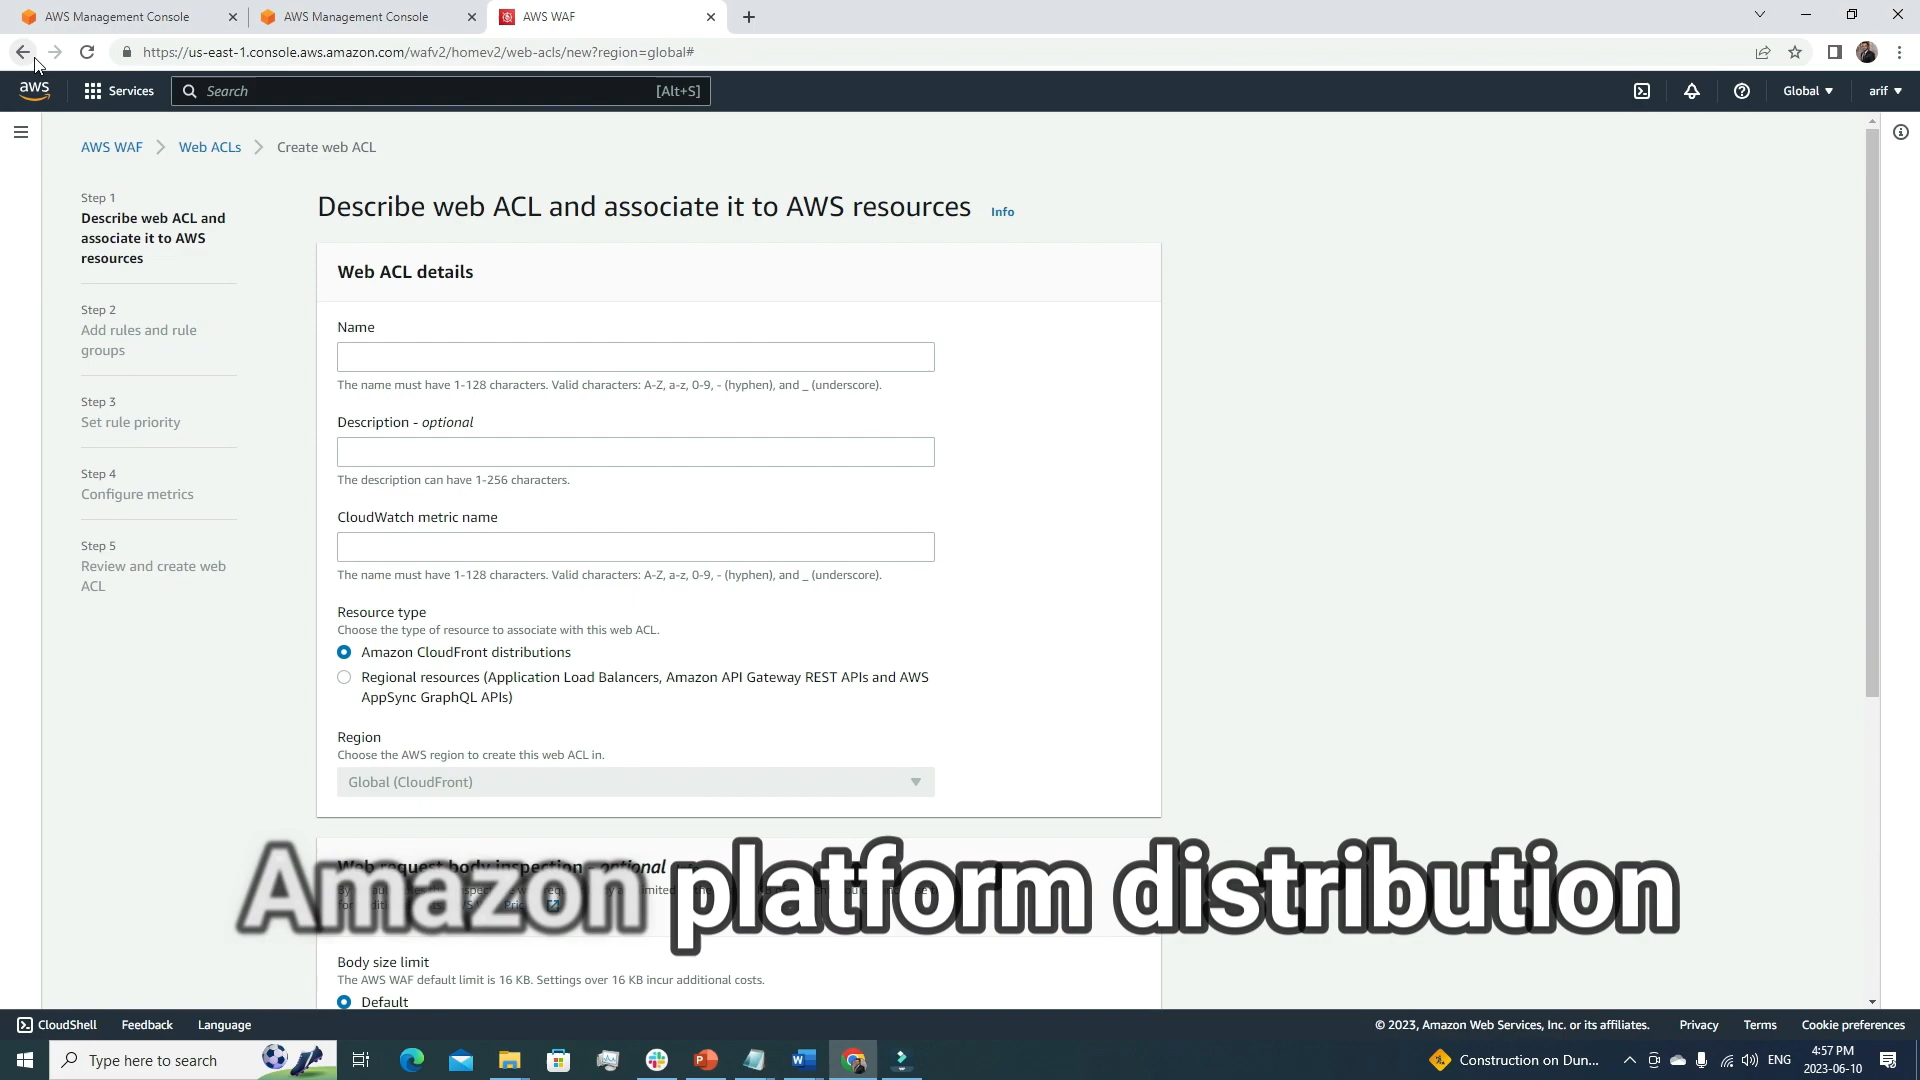 AWS Management Console
AWS Management Console
AWS WAF
https://us-east-1.console.aws.amazon.com/wafv2/homev2/web-acls/new?region=global#
aws
Services
Search
[Alt+S]
Global
arif
AWS WAF
Web ACLs
Create web ACL
Step 1
Describe web ACL and
associate it to AWS
resources
Step 2
Add rules and rule
groups
Step 3
Set rule priority
Step 4
Configure metrics
Step 5
Review and create web
ACL
Describe web ACL and associate it to AWS resources
Info
Web ACL details
Name
The name must have 1-128 characters. Valid characters: A-Z, a-z, 0-9, - (hyphen), and _ (underscore).
Description - optional
The description can have 1-256 characters.
CloudWatch metric name
The name must have 1-128 characters. Valid characters: A-Z, a-z, 0-9, - (hyphen), and _ (underscore).
Resource type
Choose the type of resource to associate with this web ACL.
Amazon CloudFront distributions
Regional resources (Application Load Balancers, Amazon API Gateway REST APIs and AWS
AppSync GraphQL APIs)
Region
Choose the AWS region to create this web ACL in.
Global (CloudFront)
Web request body inspection - optional
Amazon platform distribution
Body size limit
The AWS WAF default limit is 16 KB. Settings over 16 KB incur additional costs.
Default
CloudShell
Feedback
Language
© 2023, Amazon Web Services, Inc. or its affiliates.
Privacy
Terms
Cookie preferences
Type here to search
Construction on Dun...
ENG
4:57 PM
2023-06-10